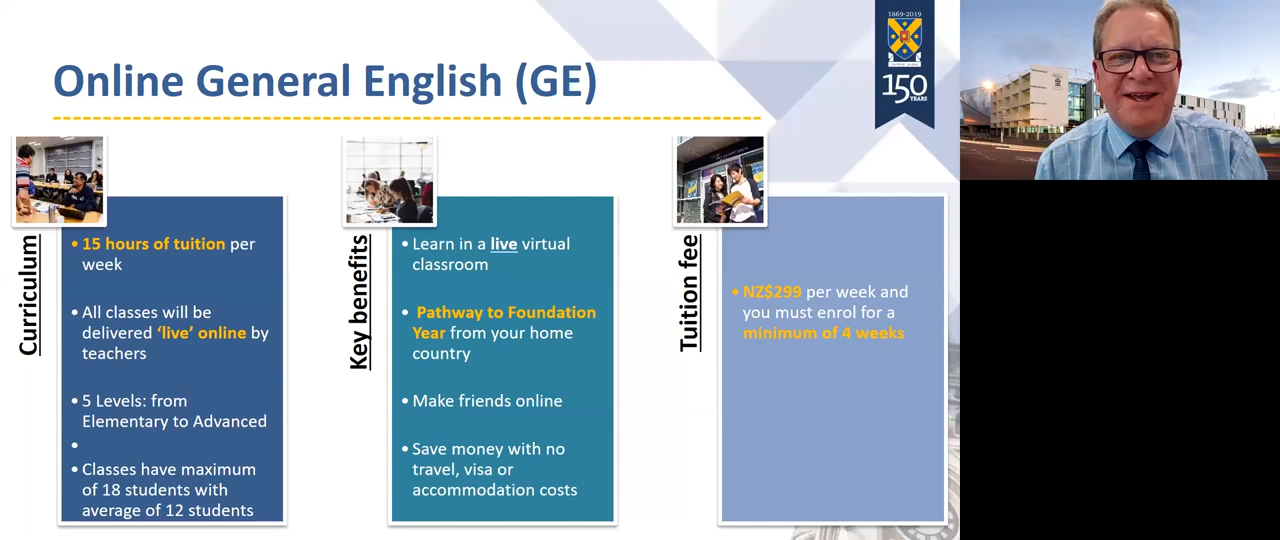 Online General English (GE)
1869-2019
150
YEARS
Curriculum
• 15 hours of tuition per
week
• All classes will be
delivered ‘live’ online by
teachers
• 5 Levels: from
Elementary to Advanced
•
• Classes have maximum
of 18 students with
average of 12 students
Key benefits
• Learn in a live virtual
classroom
• Pathway to Foundation
Year from your home
country
• Make friends online
• Save money with no
travel, visa or
accommodation costs
Tuition fee
• NZ$299 per week and
you must enrol for a
minimum of 4 weeks